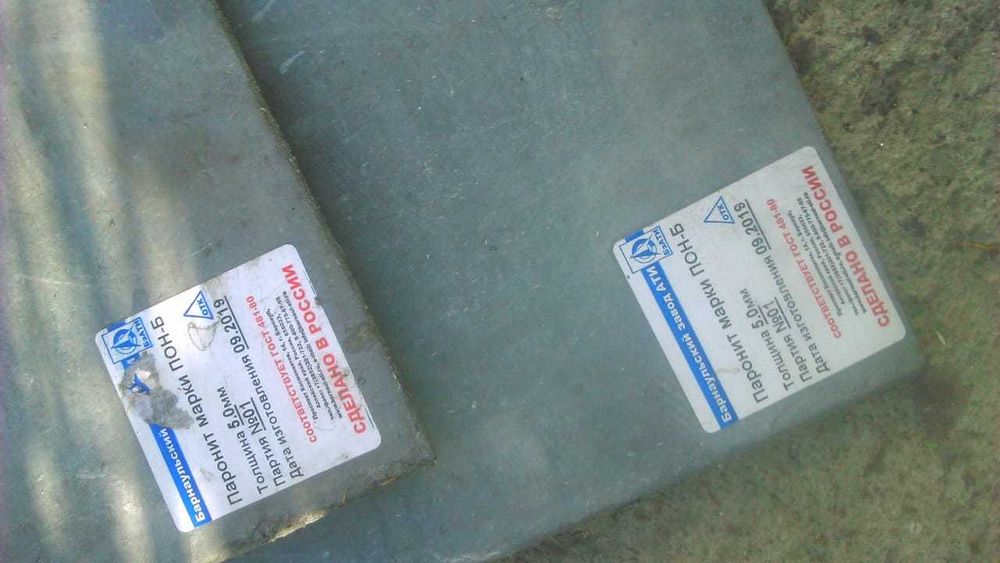 Барнаульский
БзАТИ
Паронит марки ПОН-Б
Толщина 5.0мм
Партия №01
Дата изготовления 09.2019
ОТК
СООТВЕТСТВУЕТ ГОСТ 481-80
СДЕЛАНО В РОССИИ
Барнаульский завод АТИ
БзАТИ
Паронит марки ПОН-Б
Толщина 5.0мм
Партия №01
Дата изготовления 09.2019
ОТК
СООТВЕТСТВУЕТ ГОСТ 481-80
СДЕЛАНО В РОССИИ